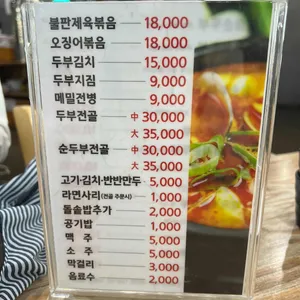 불판제육볶음 18,000
오징어볶음 18,000
두부김치 15,000
두부지짐 9,000
메밀전병 9,000
두부전골 中 30,000
大 35,000
순두부전골 中 30,000
大 35,000
고기·김치·반반만두 5,000
라면사리(전골 주문시) 1,000
돌솥밥추가 2,000
공기밥 1,000
맥 주 5,000
소 주 5,000
막걸리 3,000
음료수 2,000